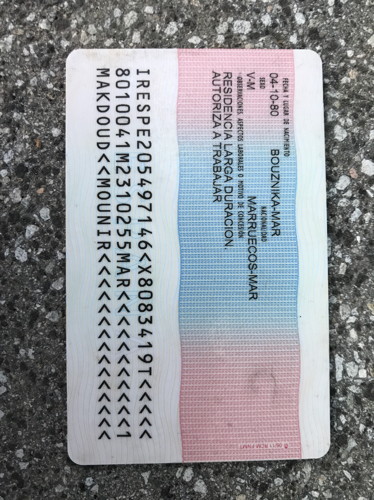 FECHA Y LUGAR DE NACIMIENTO
04-10-80 BOUZNIKA-MAR
SEXO NACIONALIDAD
V-M MARRUECOS-MAR
OBSERVACIONES, ASPECTOS LABORALES O MOTIVO DE CONCESIÓN
RESIDENCIA LARGA DURACION.
AUTORIZA A TRABAJAR
IRESPE205497146<X8083419T<<<<<
8010041M2310255MAR<<<<<<<<<<<1
MAKDOUD<<MOUNIR<<<<<<<<<<<<<<<